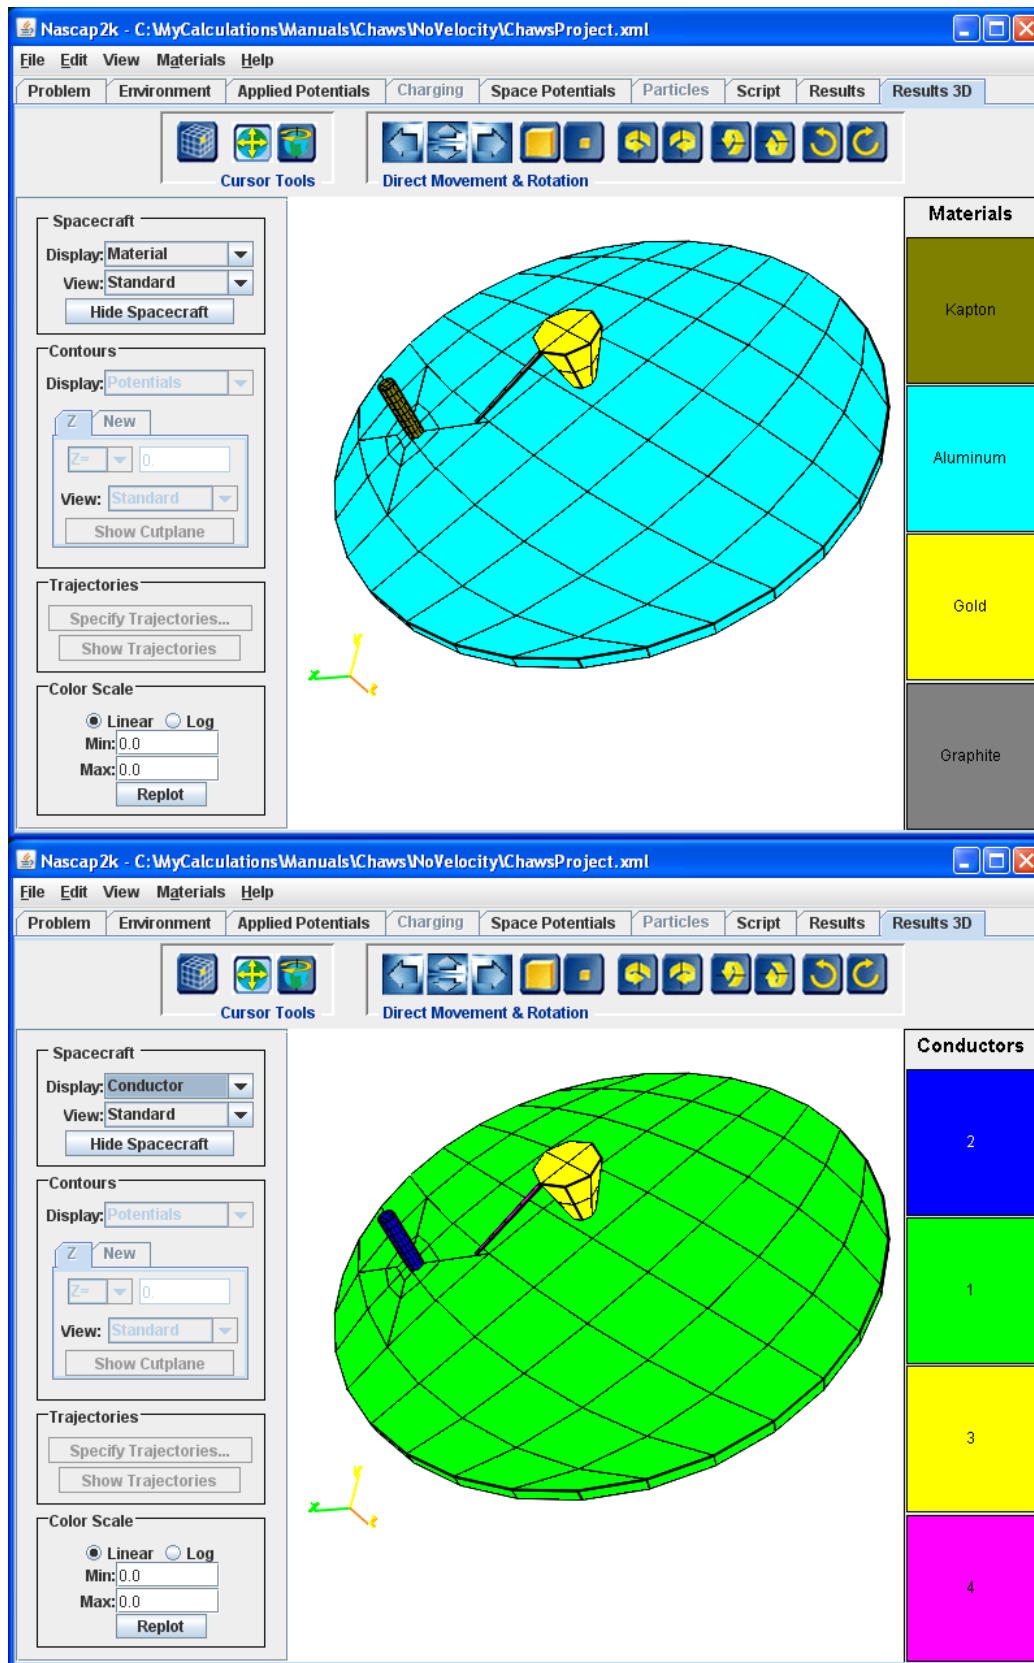 Nascap2k - C:\MyCalculations\Manuals\Chaws\NoVelocity\ChawsProject.xml
File Edit View Materials Help
Problem Environment Applied Potentials Charging Space Potentials Particles Script Results Results 3D
Cursor Tools Direct Movement & Rotation
Spacecraft
Display: Material
View: Standard
Hide Spacecraft
Contours
Display: Potentials
Z New
Z= 0.
View: Standard
Show Cutplane
Trajectories
Specify Trajectories...
Show Trajectories
Color Scale
Linear Log
Min: 0.0
Max: 0.0
Replot
Y
X
Z
Materials
Kapton
Aluminum
Gold
Graphite
Nascap2k - C:\MyCalculations\Manuals\Chaws\NoVelocity\ChawsProject.xml
File Edit View Materials Help
Problem Environment Applied Potentials Charging Space Potentials Particles Script Results Results 3D
Cursor Tools Direct Movement & Rotation
Spacecraft
Display: Conductor
View: Standard
Hide Spacecraft
Contours
Display: Potentials
Z New
Z= 0.
View: Standard
Show Cutplane
Trajectories
Specify Trajectories...
Show Trajectories
Color Scale
Linear Log
Min: 0.0
Max: 0.0
Replot
Y
X
Z
Conductors
2
1
3
4